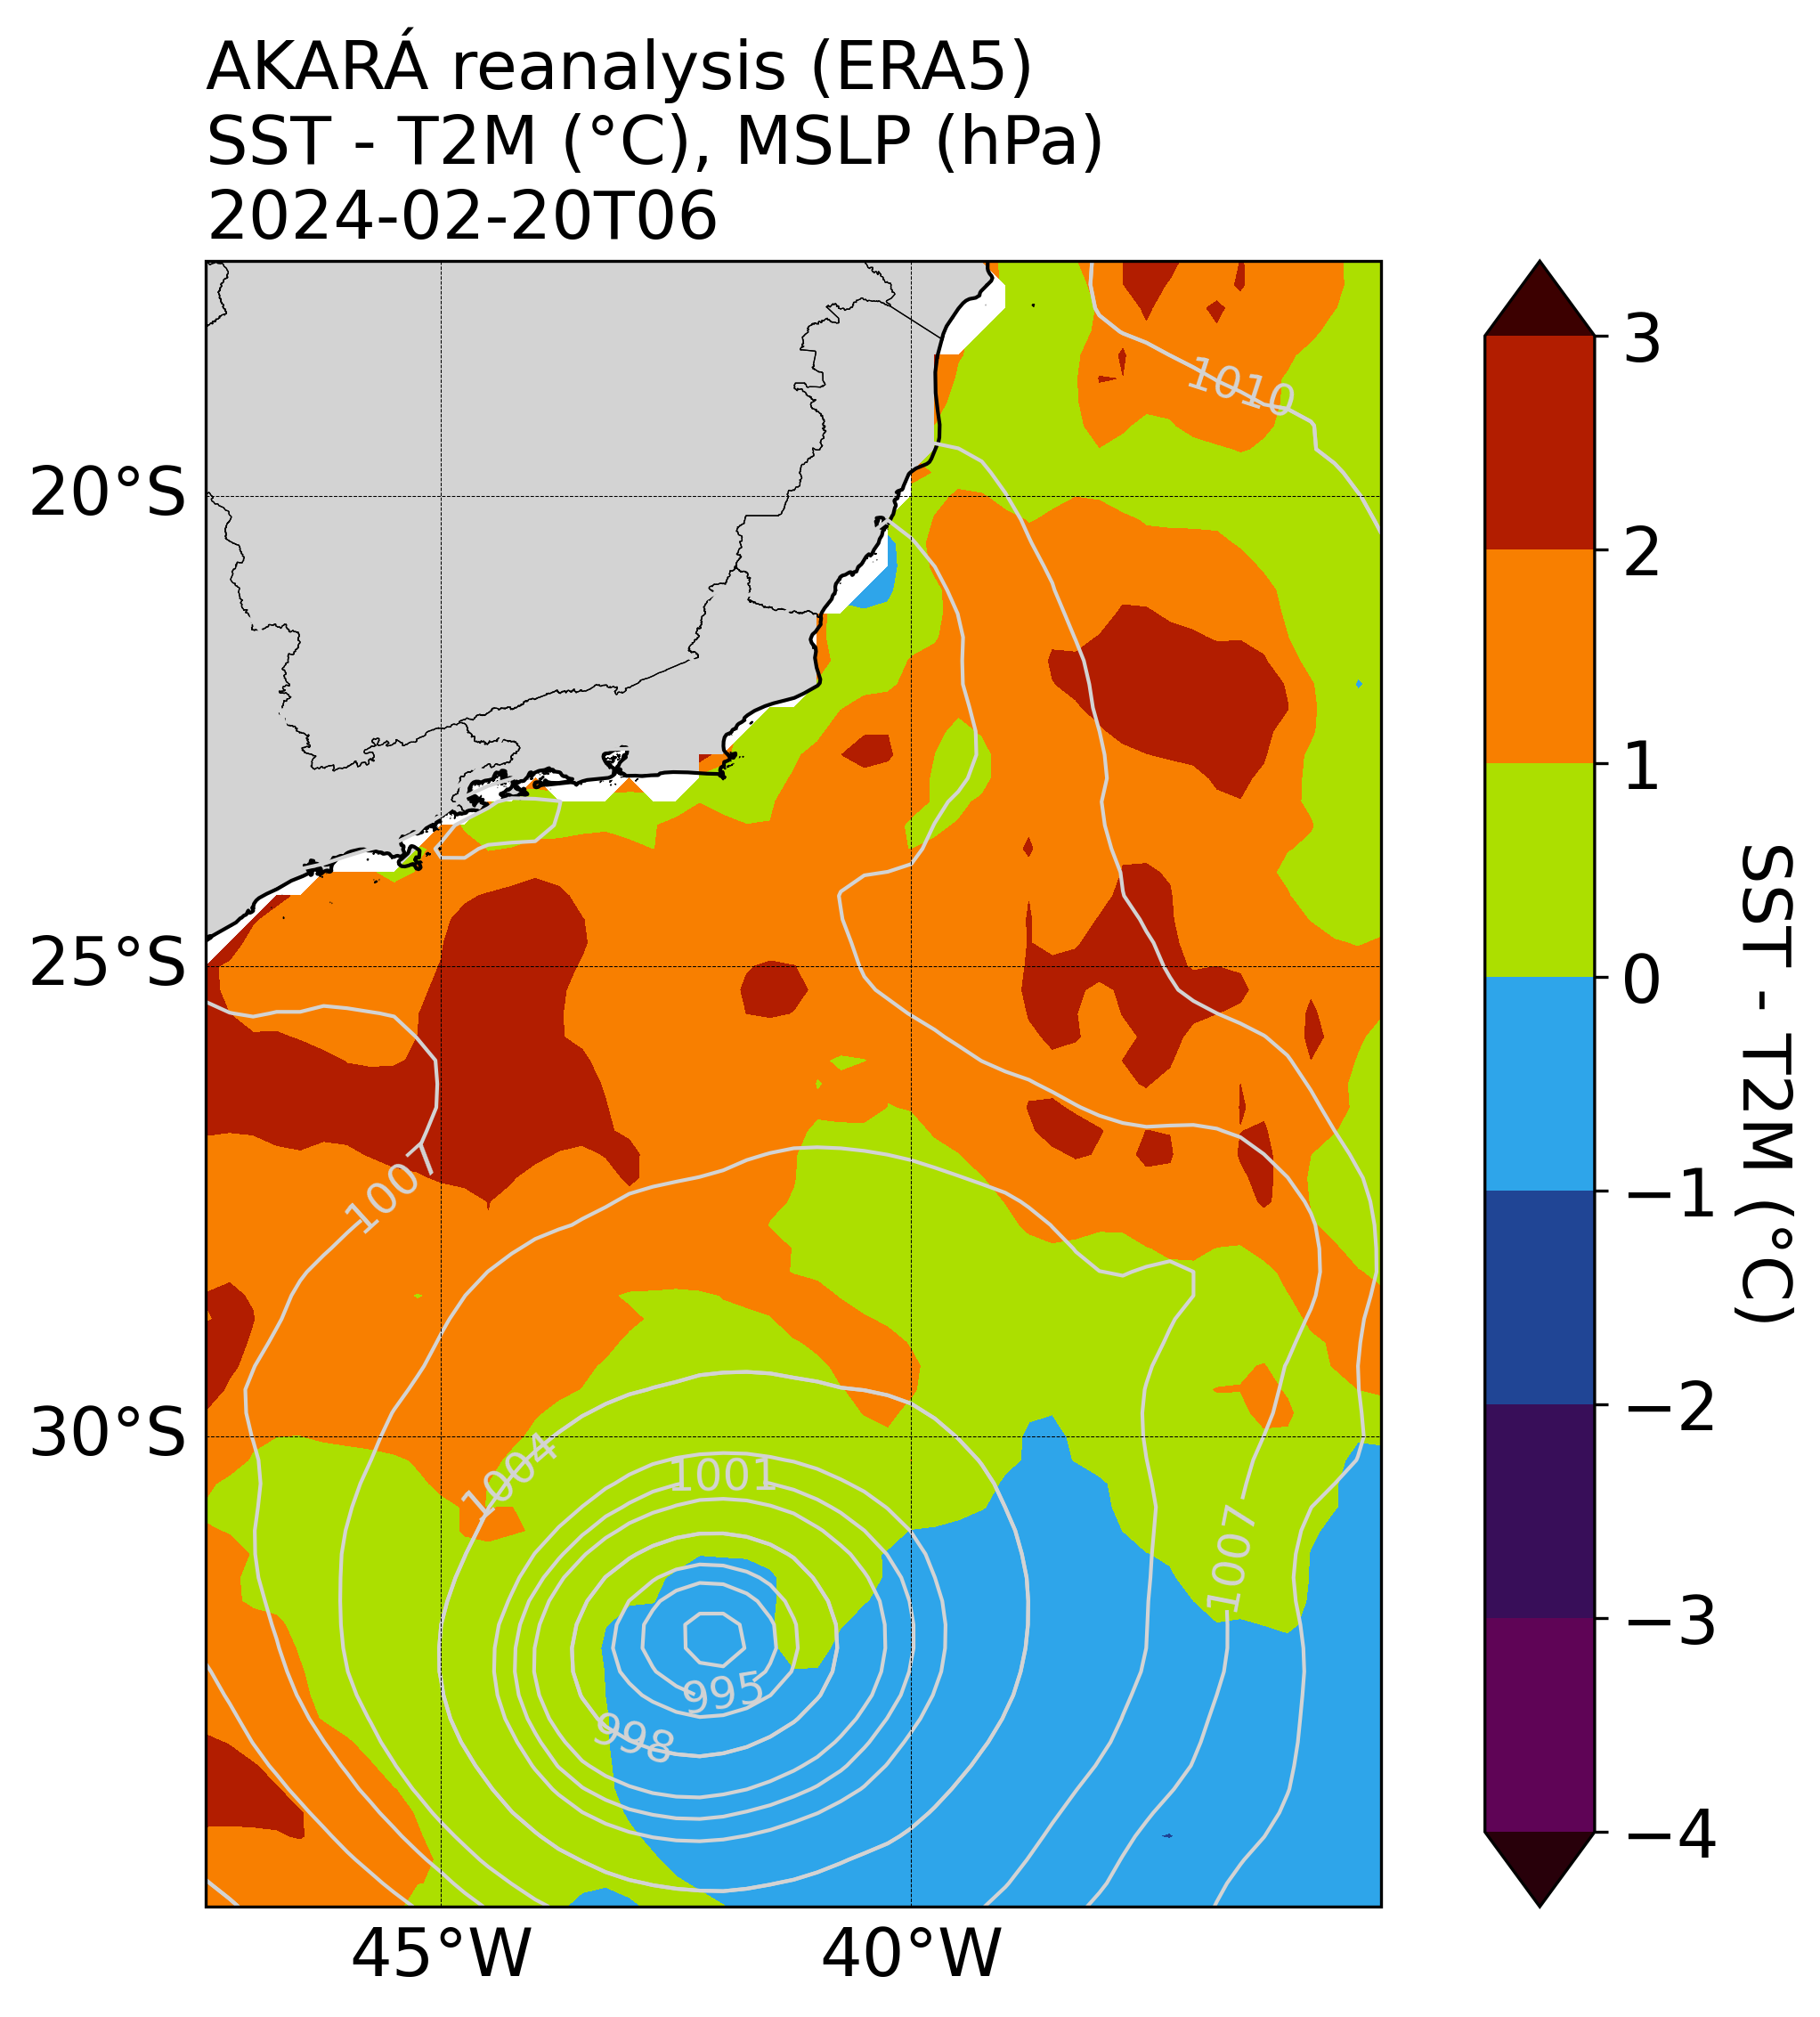 AKARÁ reanalysis (ERA5)
SST - T2M (°C), MSLP (hPa)
2024-02-20T06
1010
20°S
25°S
1007
30°S
1004
1001
1007
995
998
45°W
40°W
3
2
1
0
−1
−2
−3
−4
SST - T2M (°C)